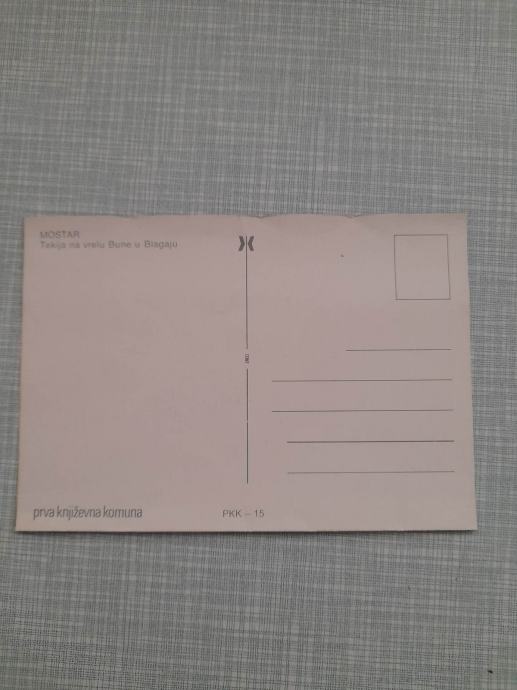 MOSTAR
Tekija na vrelu Bune u Blagaju
prva književna komuna
PKK – 15